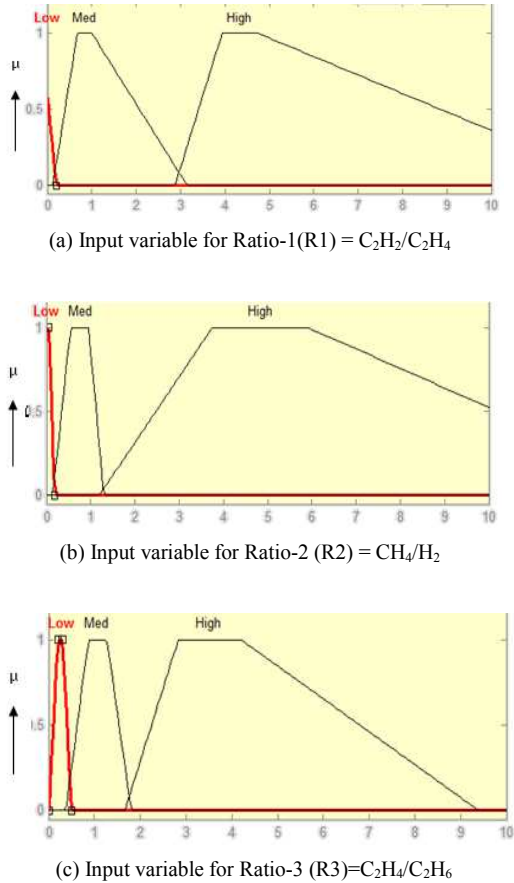 Low Med High
1
μ
0.5
0
0 1 2 3 4 5 6 7 8 9 10
(a) Input variable for Ratio-1(R1) = C₂H₂/C₂H₄
Low Med High
1
μ
0.5
0
0 1 2 3 4 5 6 7 8 9 10
(b) Input variable for Ratio-2 (R2) = CH₄/H₂
Low Med High
1
μ
0.5
0
0 1 2 3 4 5 6 7 8 9 10
(c) Input variable for Ratio-3 (R3)=C₂H₄/C₂H₆